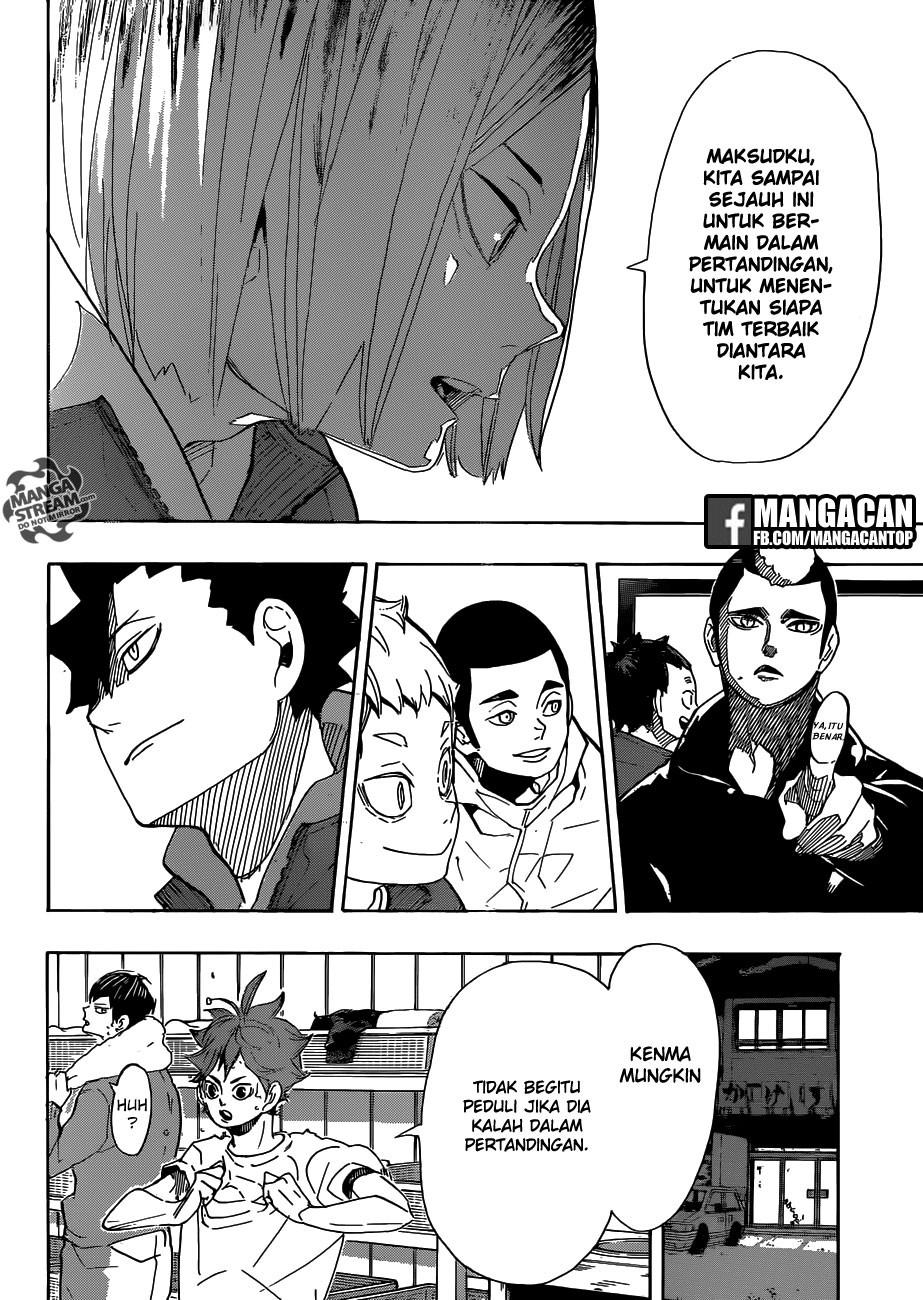 MAKSUDKU,
KITA SAMPAI
SEJAUH INI
UNTUK BER-
MAIN DALAM
PERTANDINGAN,
UNTUK MENEN-
TUKAN SIAPA
TIM TERBAIK
DIANTARA
KITA.
MANGA
STREAM.com
DO NOT MIRROR
f MANGACAN
FB.COM/MANGACANTOP
YA, ITU
BENAR.
KENMA
MUNGKIN
TIDAK BEGITU
PEDULI JIKA DIA
KALAH DALAM
PERTANDINGAN.
HUH
?